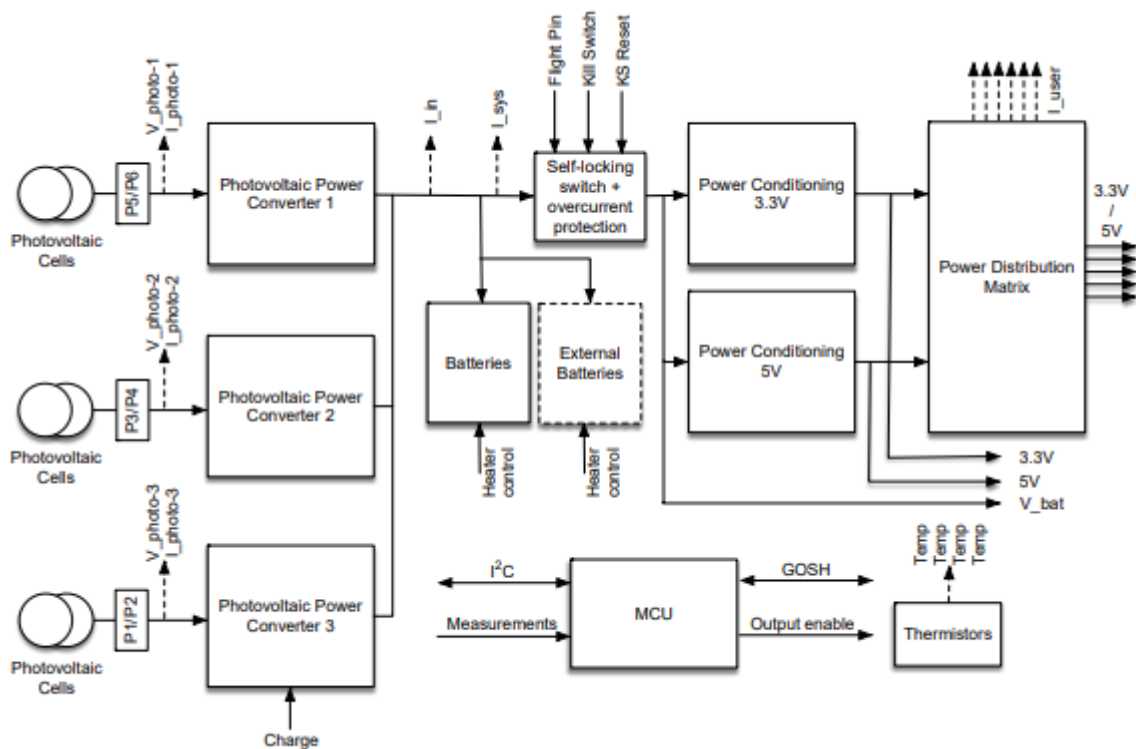 Flight Pin
Kill Switch
KS Reset
V_photo-1
I_photo-1
I_in
I_sys
I_user
P5/P6
Photovoltaic Power
Converter 1
Self-locking
switch +
overcurrent
protection
Power Conditioning
3.3V
Power Distribution
Matrix
3.3V
/
5V
Photovoltaic
Cells
V_photo-2
I_photo-2
P3/P4
Photovoltaic Power
Converter 2
Batteries
External
Batteries
Power Conditioning
5V
Photovoltaic
Cells
Heater
control
Heater
control
3.3V
5V
V_bat
V_photo-3
I_photo-3
P1/P2
Photovoltaic Power
Converter 3
Photovoltaic
Cells
Charge
I²C
Measurements
MCU
GOSH
Output enable
Temp
Temp
Temp
Temp
Thermistors